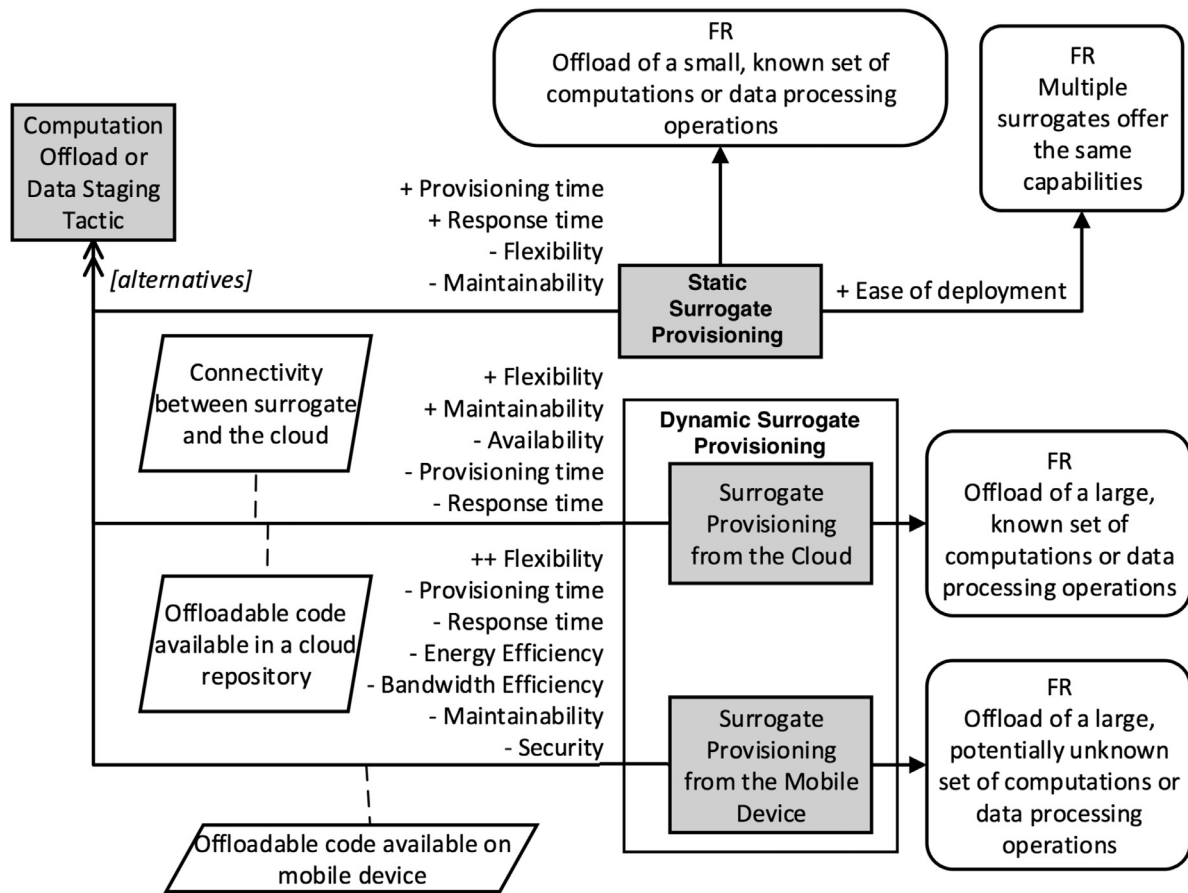 FR
Offload of a small, known set of
computations or data processing
operations
FR
Multiple
surrogates offer
the same
capabilities
Computation
Offload or
Data Staging
Tactic
[alternatives]
+ Provisioning time
+ Response time
- Flexibility
- Maintainability
Static
Surrogate
Provisioning
+ Ease of deployment
Connectivity
between surrogate
and the cloud
+ Flexibility
+ Maintainability
- Availability
- Provisioning time
- Response time
Dynamic Surrogate
Provisioning
Surrogate
Provisioning
from the Cloud
FR
Offload of a large,
known set of
computations or data
processing operations
Offloadable code
available in a cloud
repository
++ Flexibility
- Provisioning time
- Response time
- Energy Efficiency
- Bandwidth Efficiency
- Maintainability
- Security
Surrogate
Provisioning
from the Mobile
Device
FR
Offload of a large,
potentially unknown
set of computations or
data processing
operations
Offloadable code available on
mobile device